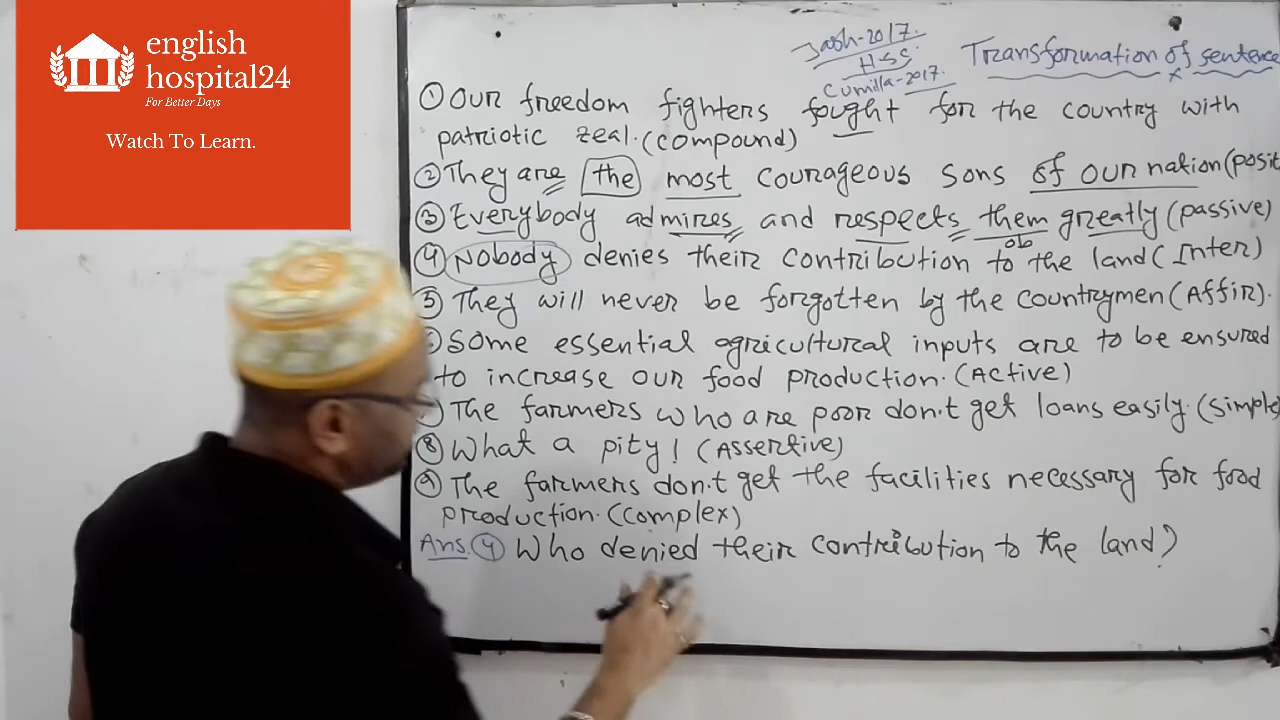 english
hospital24
For Better Days
Watch To Learn.
Jash-2017.
H.S.S.
Cumilla-2017.
Transformation of sentence
① Our freedom fighters fought for the country with
patriotic zeal. (compound)
② They are the most courageous sons of our nation (posit
③ Everybody admires and respects them greatly (passive)
ob
④ Nobody denies their contribution to the land (Inter)
⑤ They will never be forgotten by the countrymen (Affir).
Some essential agricultural inputs are to be ensured
to increase our food production. (Active)
The farmers who are poor don't get loans easily. (Simple
⑧ What a pity! (Assertive)
⑨ The farmers don't get the facilities necessary for food
production. (complex)
Ans. ④ Who denied their contribution to the land?